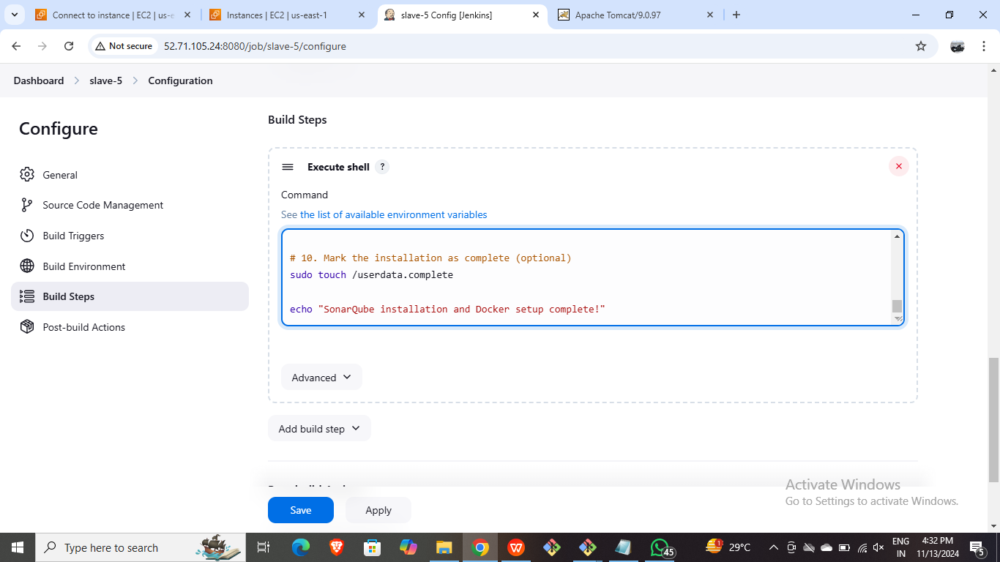 Connect to instance | EC2 | us-e
Instances | EC2 | us-east-1
slave-5 Config [Jenkins]
Apache Tomcat/9.0.97
Not secure
52.71.105.24:8080/job/slave-5/configure
Dashboard
slave-5
Configuration
Configure
General
Source Code Management
Build Triggers
Build Environment
Build Steps
Post-build Actions
Build Steps
Execute shell ?
Command
See the list of available environment variables
# 10. Mark the installation as complete (optional)
sudo touch /userdata.complete
echo "SonarQube installation and Docker setup complete!"
Advanced
Add build step
Save
Apply
Activate Windows
Go to Settings to activate Windows.
Type here to search
45
1
29°C
ENG
IN
4:32 PM
11/13/2024
5